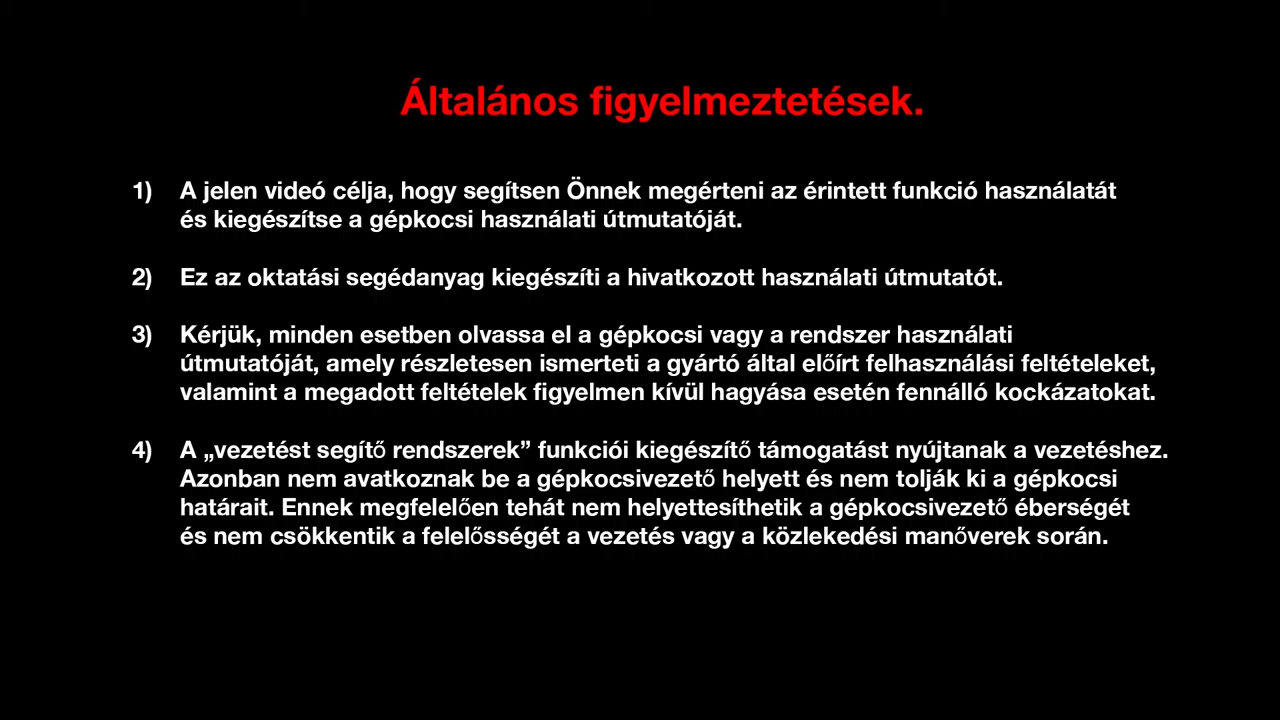 Általános figyelmeztetések.
1) A jelen videó célja, hogy segítsen Önnek megérteni az érintett funkció használatát
és kiegészítse a gépkocsi használati útmutatóját.
2) Ez az oktatási segédanyag kiegészíti a hivatkozott használati útmutatót.
3) Kérjük, minden esetben olvassa el a gépkocsi vagy a rendszer használati
útmutatóját, amely részletesen ismerteti a gyártó által előírt felhasználási feltételeket,
valamint a megadott feltételek figyelmen kívül hagyása esetén fennálló kockázatokat.
4) A „vezetést segítő rendszerek” funkciói kiegészítő támogatást nyújtanak a vezetéshez.
Azonban nem avatkoznak be a gépkocsivezető helyett és nem tolják ki a gépkocsi
határait. Ennek megfelelően tehát nem helyettesíthetik a gépkocsivezető éberségét
és nem csökkentik a felelősségét a vezetés vagy a közlekedési manőverek során.